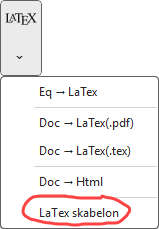 LATEX
Eq → LaTex
Doc → LaTex(.pdf)
Doc → LaTex(.tex)
Doc → Html
LaTex skabelon